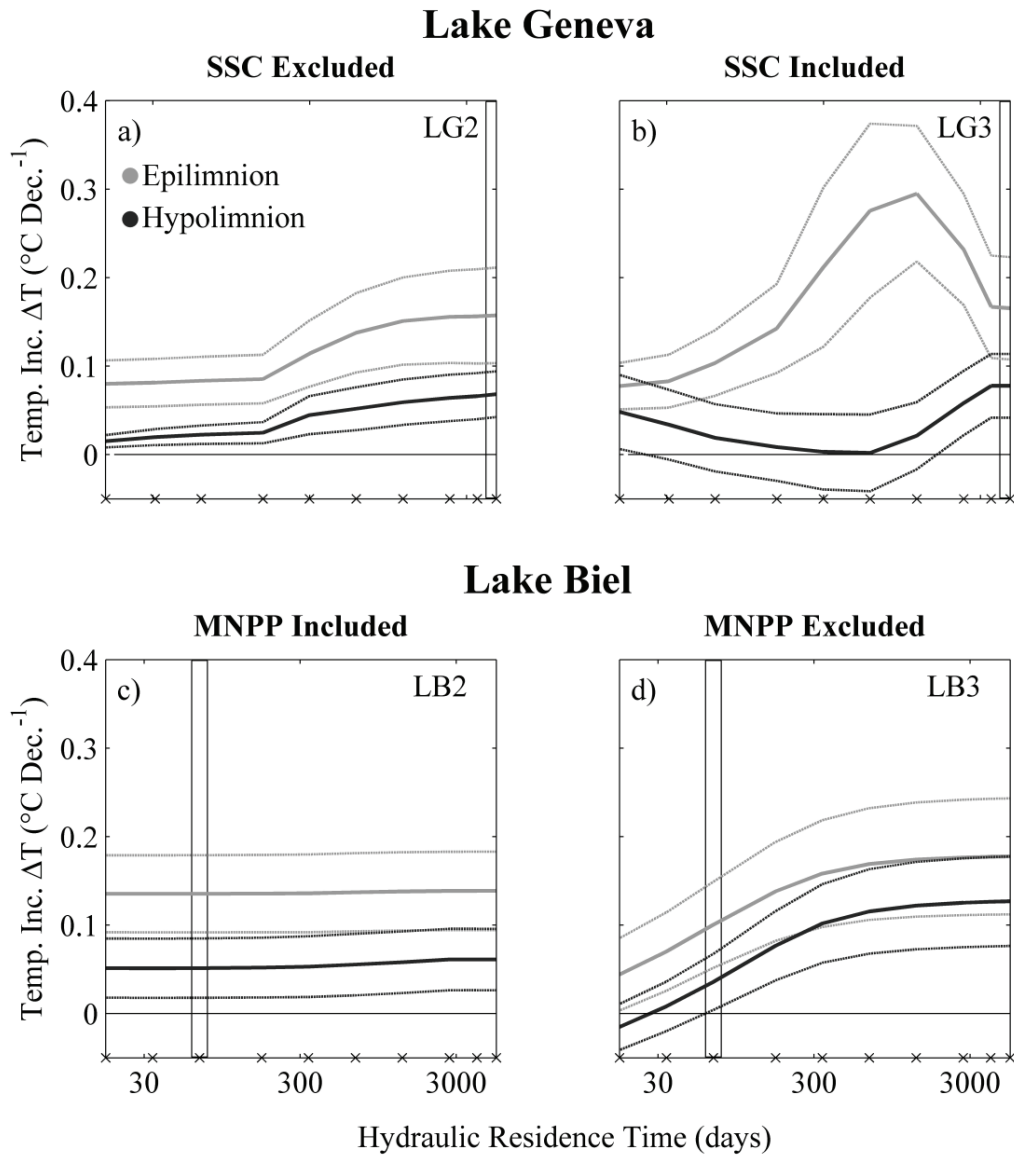 Lake Geneva
SSC Excluded
SSC Included
Temp. Inc. ΔT (°C Dec.⁻¹)
0.4
0.3
0.2
0.1
0
a)
LG2
Epilimnion
Hypolimnion
b)
LG3
Lake Biel
MNPP Included
MNPP Excluded
Temp. Inc. ΔT (°C Dec.⁻¹)
0.4
0.3
0.2
0.1
0
c)
LB2
d)
LB3
30 300 3000
30 300 3000
Hydraulic Residence Time (days)